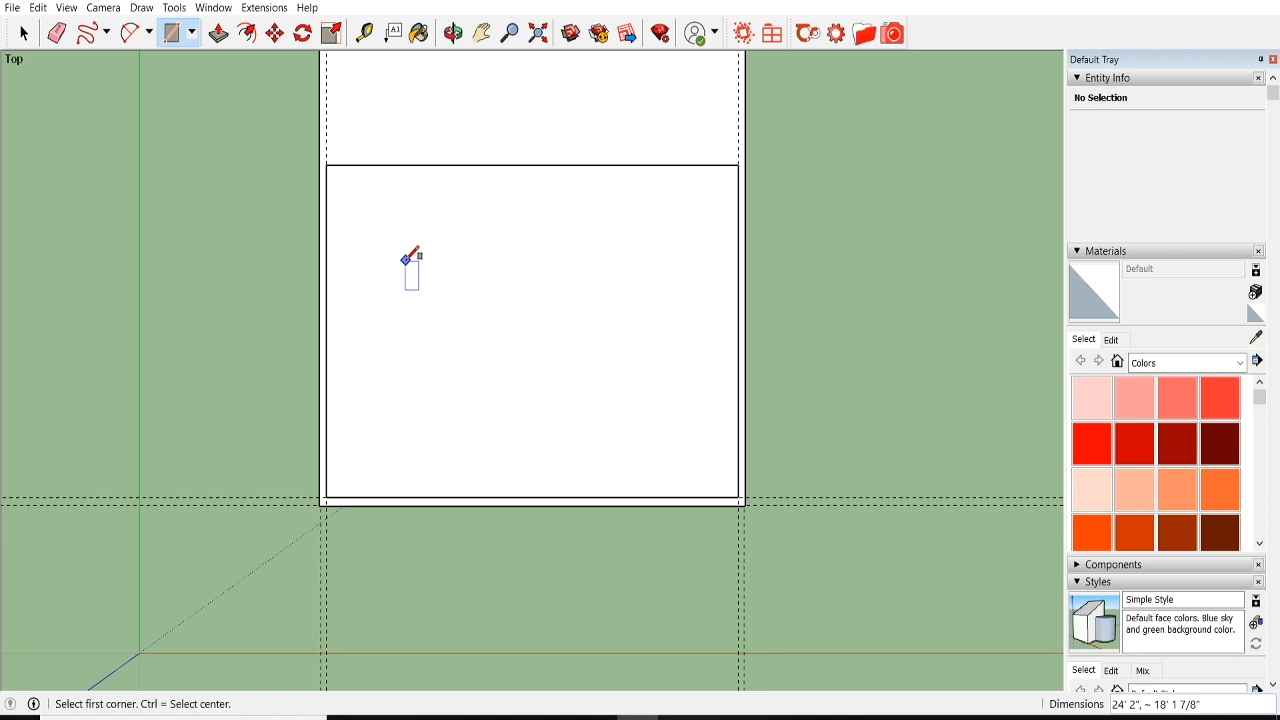 File Edit View Camera Draw Tools Window Extensions Help
A1
Top
Default Tray
Entity Info
No Selection
Materials
Default
Select Edit
Colors
Components
Styles
Simple Style
Default face colors. Blue sky
and green background color.
Select Edit Mix
Select first corner. Ctrl = Select center.
Dimensions 24' 2", ~ 18' 1 7/8"